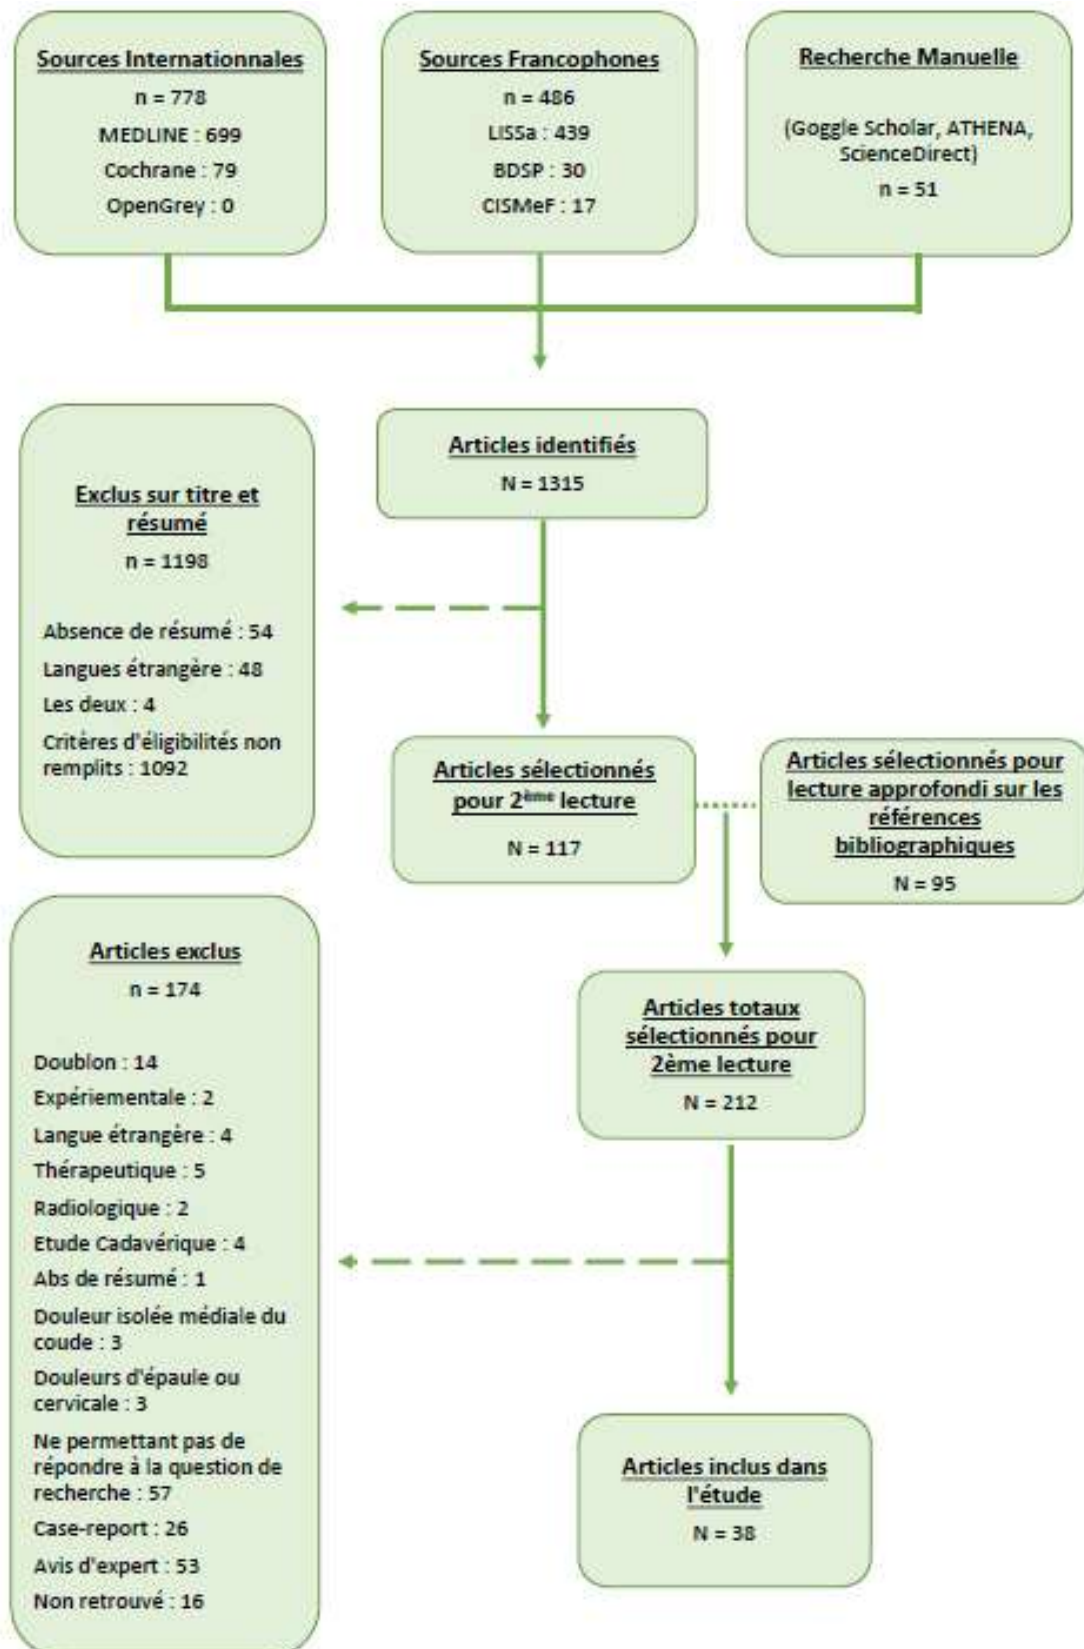 Sources Internationnales
n = 778
MEDLINE : 699
Cochrane : 79
OpenGrey : 0
Sources Francophones
n = 486
LISSa : 439
BDSP : 30
CISMeF : 17
Recherche Manuelle
(Goggle Scholar, ATHENA,
ScienceDirect)
n = 51
Articles identifiés
N = 1315
Exclus sur titre et
résumé
n = 1198
Absence de résumé : 54
Langues étrangère : 48
Les deux : 4
Critères d'éligibilités non
remplits : 1092
Articles sélectionnés
pour 2ème lecture
N = 117
Articles sélectionnés pour
lecture approfondi sur les
références
bibliographiques
N = 95
Articles exclus
n = 174
Doublon : 14
Expériementale : 2
Langue étrangère : 4
Thérapeutique : 5
Radiologique : 2
Etude Cadavérique : 4
Abs de résumé : 1
Douleur isolée médiale du
coude : 3
Douleurs d'épaule ou
cervicale : 3
Ne permettant pas de
répondre à la question de
recherche : 57
Case-report : 26
Avis d'expert : 53
Non retrouvé : 16
Articles totaux
sélectionnés pour
2ème lecture
N = 212
Articles inclus dans
l'étude
N = 38